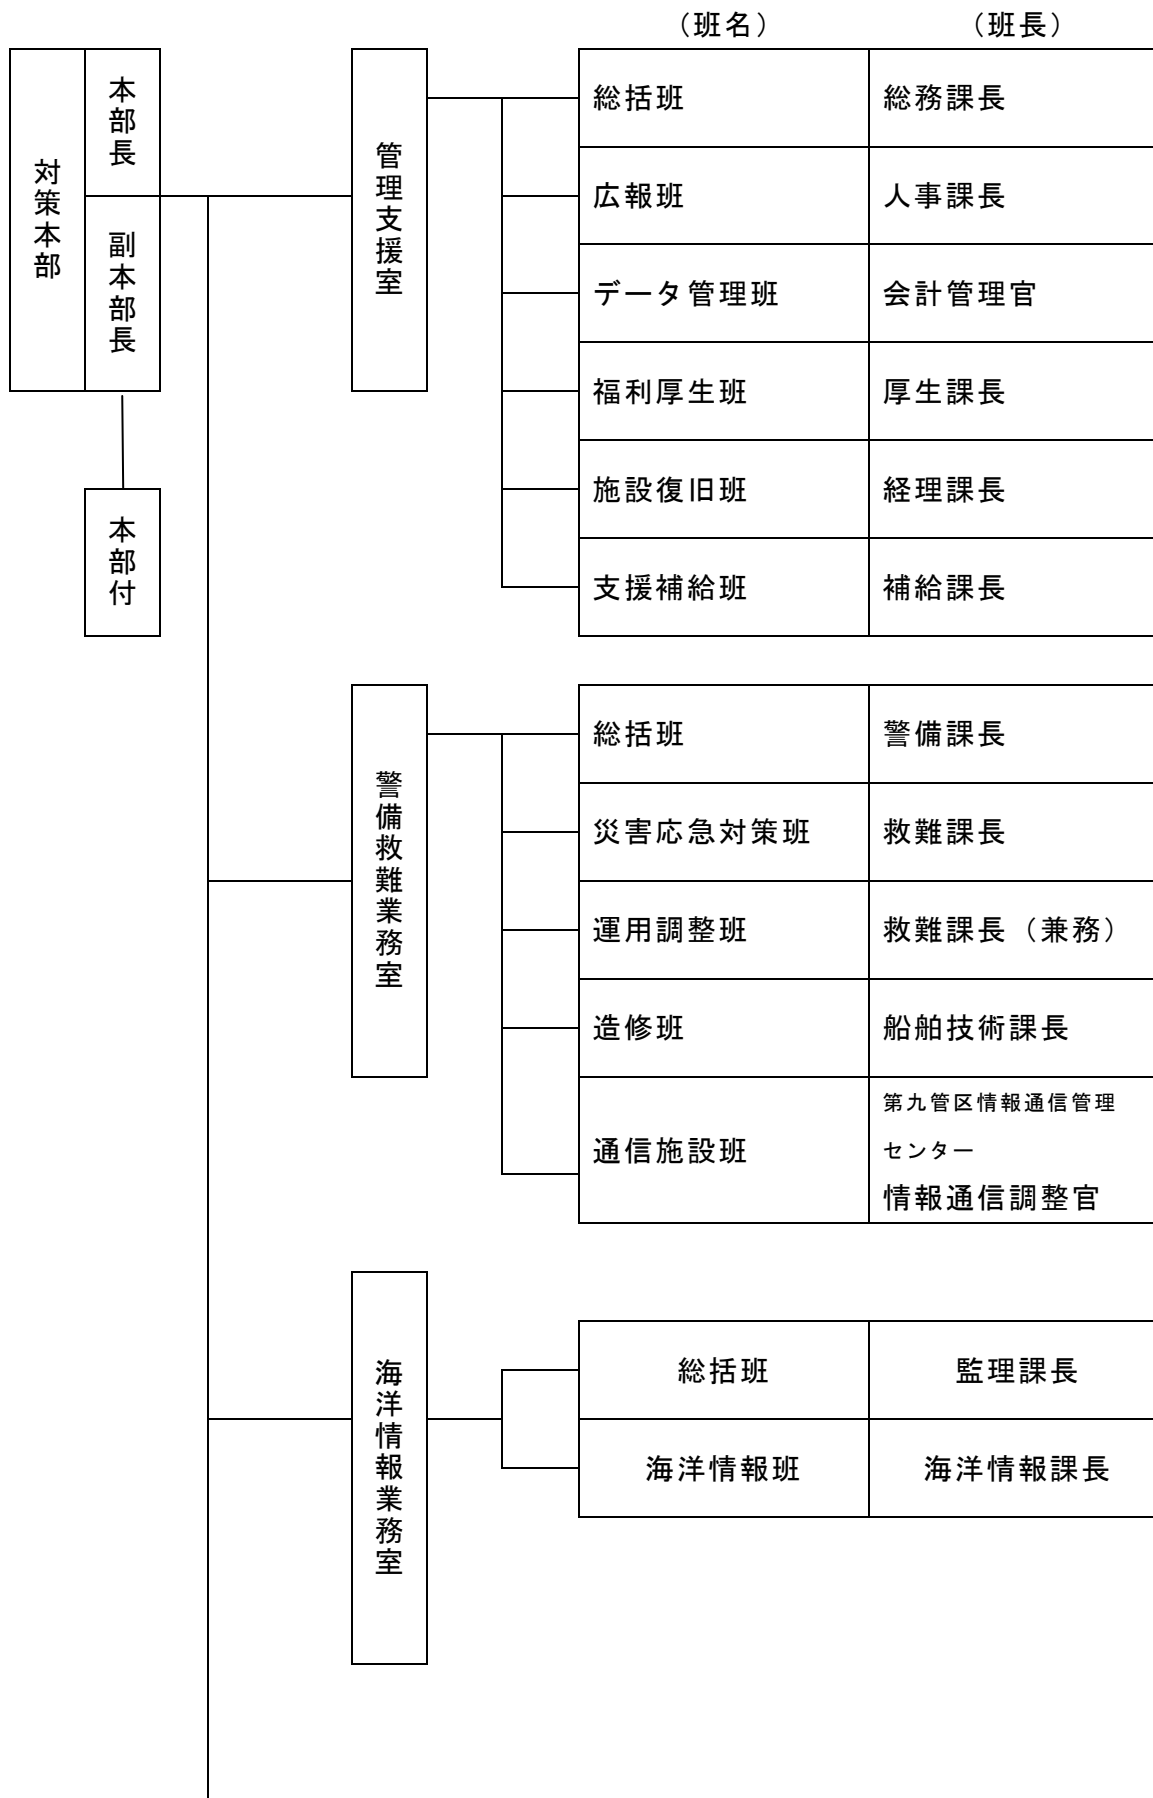 （班名） （班長）
対策本部
本部長
副本部長
本部付
管理支援室
総括班 総務課長
広報班 人事課長
データ管理班 会計管理官
福利厚生班 厚生課長
施設復旧班 経理課長
支援補給班 補給課長
警備救難業務室
総括班 警備課長
災害応急対策班 救難課長
運用調整班 救難課長（兼務）
造修班 船舶技術課長
通信施設班
第九管区情報通信管理
センター
情報通信調整官
海洋情報業務室
総括班 監理課長
海洋情報班 海洋情報課長